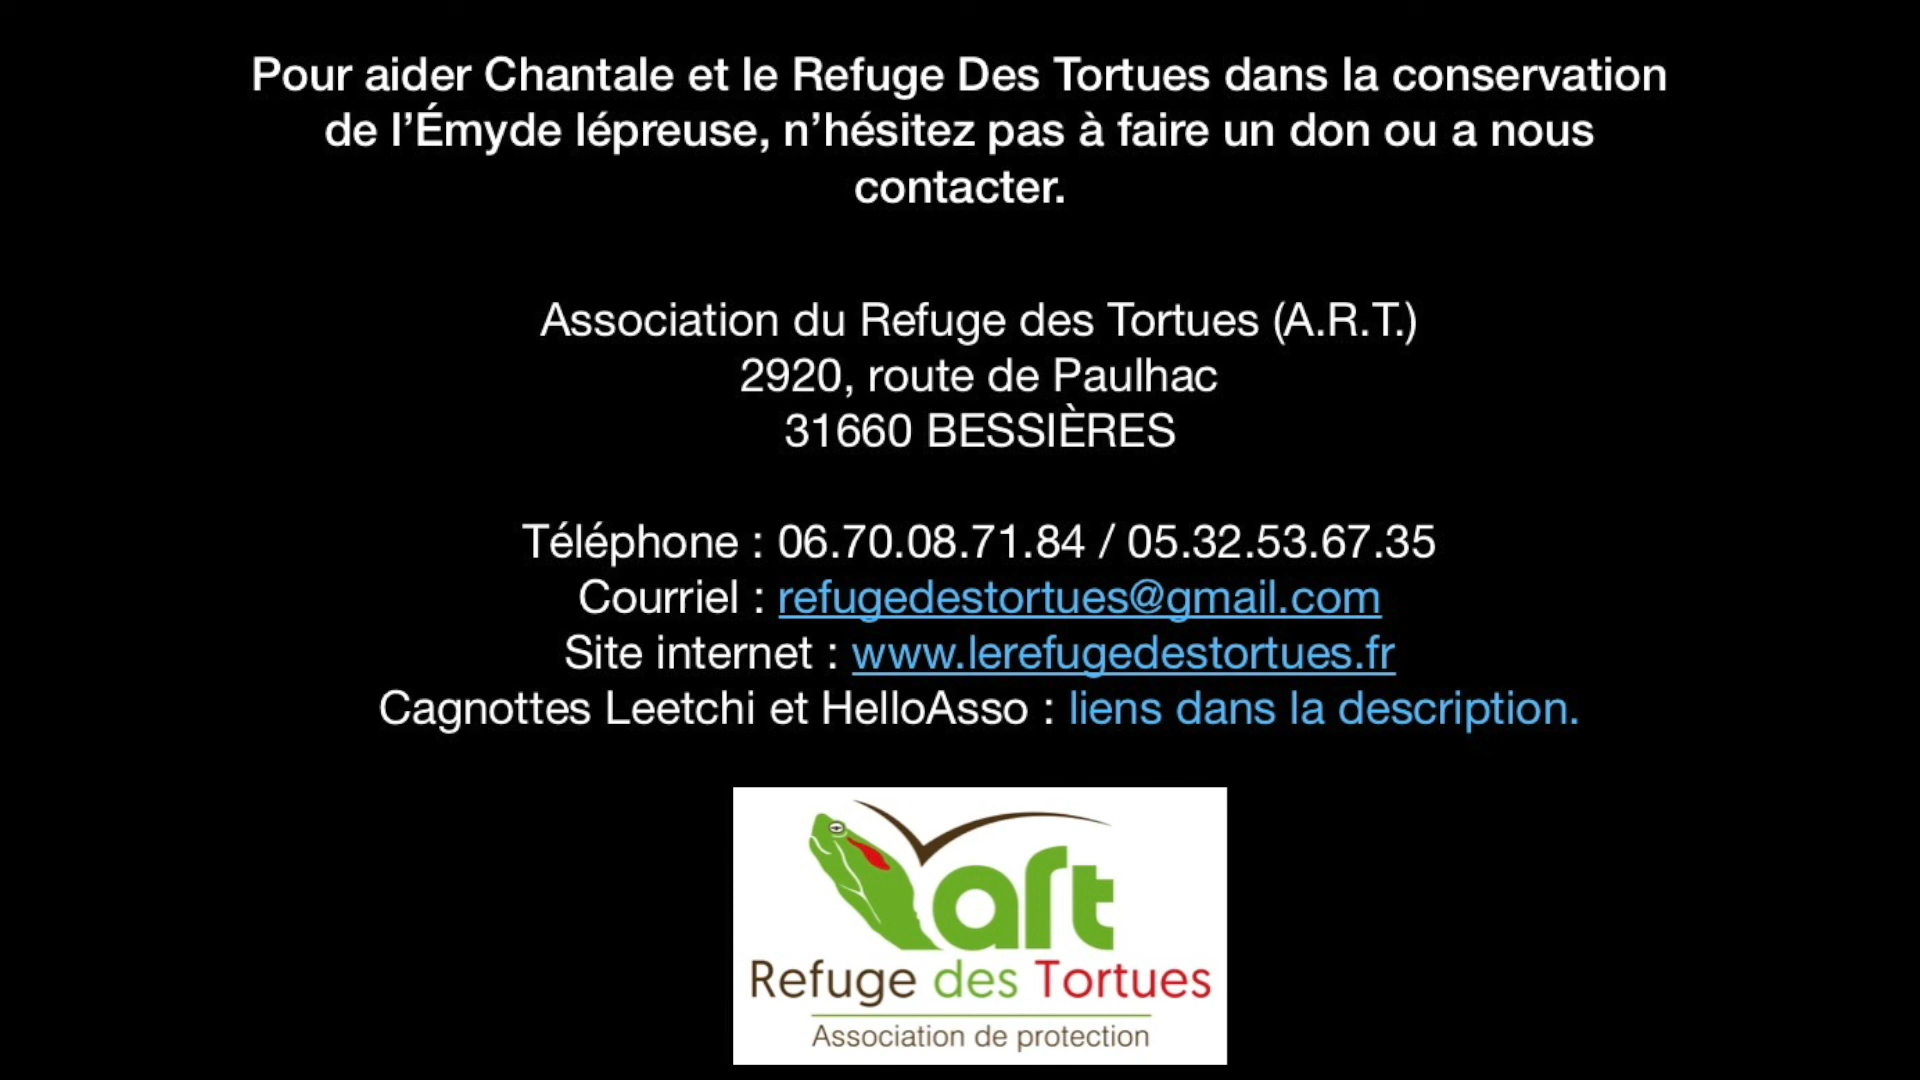 Pour aider Chantale et le Refuge Des Tortues dans la conservation
de l’Émyde lépreuse, n’hésitez pas à faire un don ou a nous
contacter.
Association du Refuge des Tortues (A.R.T.)
2920, route de Paulhac
31660 BESSIÈRES
Téléphone : 06.70.08.71.84 / 05.32.53.67.35
Courriel : refugedestortues@gmail.com
Site internet : www.lerefugedestortues.fr
Cagnottes Leetchi et HelloAsso : liens dans la description.
art
Refuge des Tortues
Association de protection